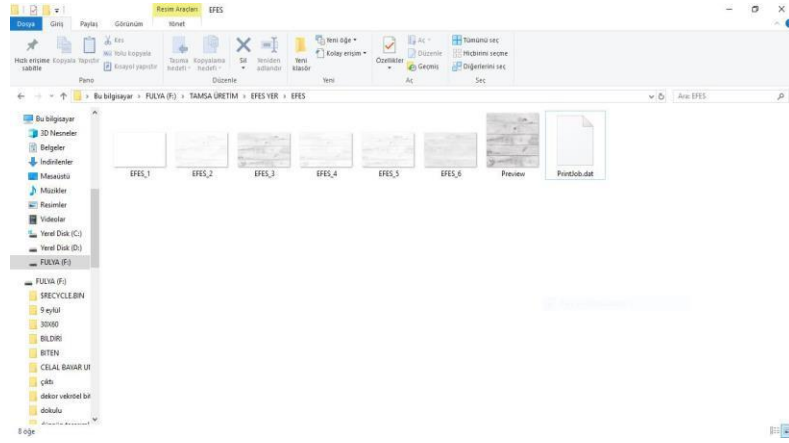 Resim Araçları EFES
Dosya Giriş Paylaş Görünüm Yönet
Hızlı erişime sabitle
Kopyala
Yapıştır
Kes
Yolu kopyala
Kısayol yapıştır
Taşıma hedefi
Kopyalama hedefi
Sil
Yeniden adlandır
Yeni klasör
Yeni öğe
Kolay erişim
Özellikler
Aç
Düzenle
Geçmiş
Tümünü seç
Hiçbirini seçme
Diğerlerini seç
Pano Düzenle Yeni Aç Seç
Bu bilgisayar › FULYA (F:) › TAMSA ÜRETİM › EFES YER › EFES
Ara: EFES
Bu bilgisayar
3D Nesneler
Belgeler
İndirilenler
Masaüstü
Müzikler
Resimler
Videolar
Yerel Disk (C:)
Yerel Disk (D:)
FULYA (F:)
FULYA (F:)
$RECYCLE.BIN
9 eylül
30X60
BILDIRI
BITEN
CELAL BAYAR
çıktı
dekor vekröel
dokulu
EFES_1 EFES_2 EFES_3 EFES_4 EFES_5 EFES_6 Preview PrintJob.dat
8 öğe